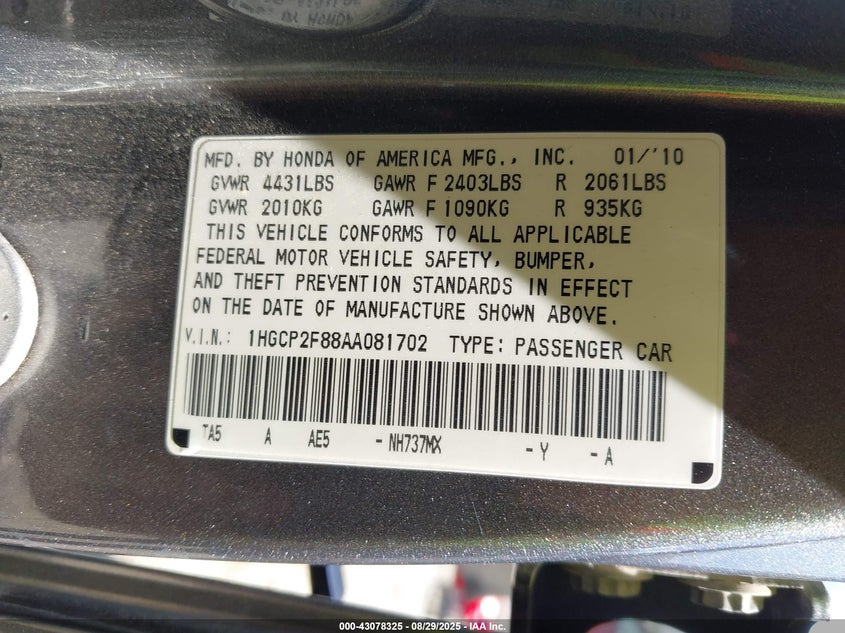 BY HONDA
MFD. BY HONDA OF AMERICA MFG., INC. 01/'10
GVWR 4431LBS GAWR F 2403LBS R 2061LBS
GVWR 2010KG GAWR F 1090KG R 935KG
THIS VEHICLE CONFORMS TO ALL APPLICABLE
FEDERAL MOTOR VEHICLE SAFETY, BUMPER,
AND THEFT PREVENTION STANDARDS IN EFFECT
ON THE DATE OF MANUFACTURE SHOWN ABOVE.
V.I.N.: 1HGCP2F88AA081702 TYPE: PASSENGER CAR
TA5 A AE5 - NH737MX - Y - A
000-43078325 | 08/29/2025 | IAA Inc.